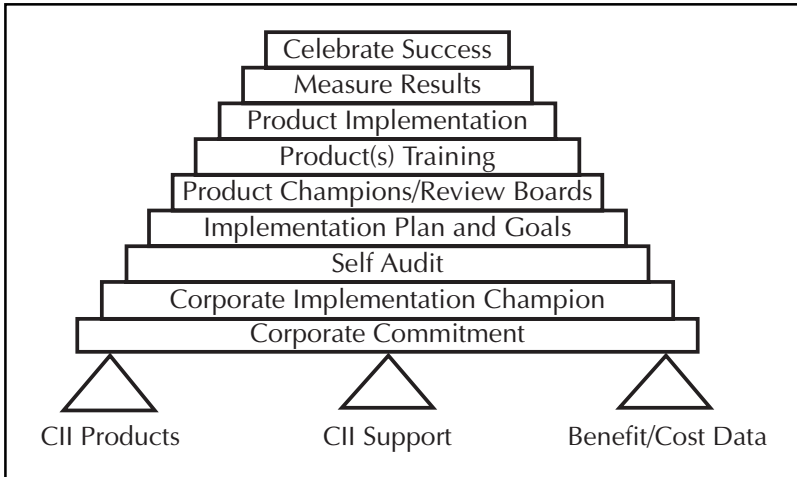 Celebrate Success
Measure Results
Product Implementation
Product(s) Training
Product Champions/Review Boards
Implementation Plan and Goals
Self Audit
Corporate Implementation Champion
Corporate Commitment
CII Products CII Support Benefit/Cost Data